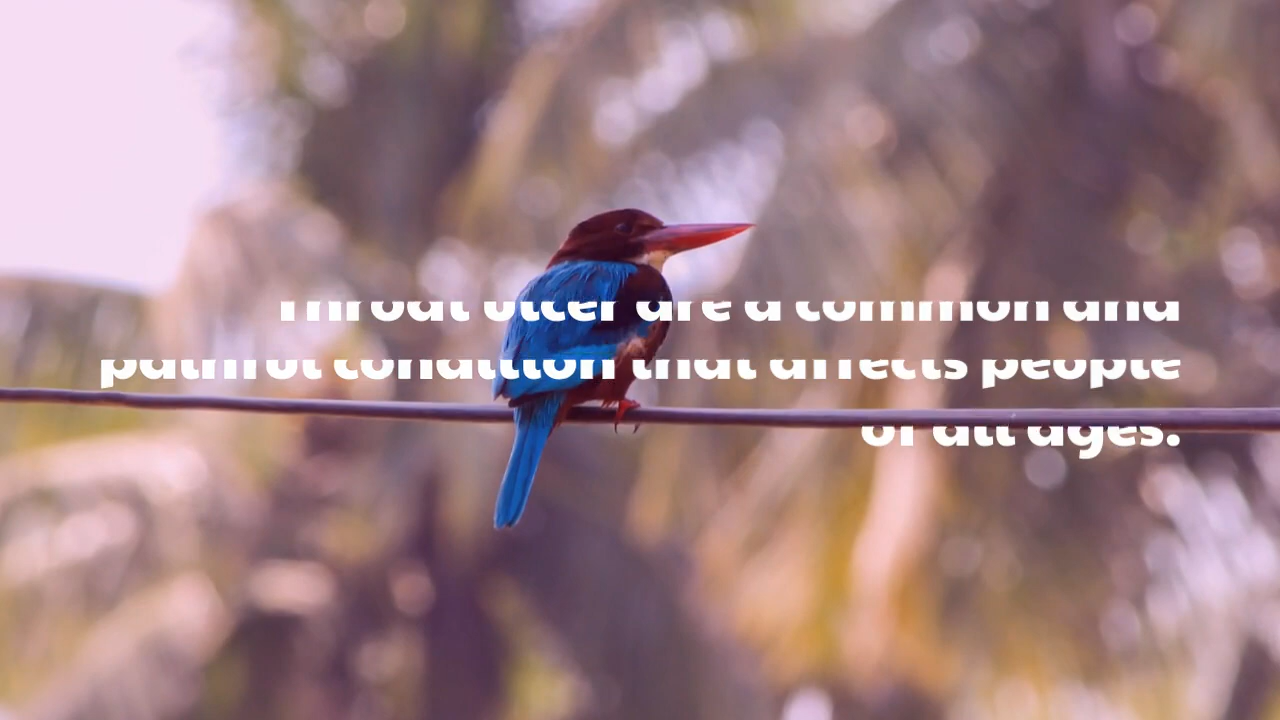 Throat ulcer are a common and
painful condition that affects people
of all ages.